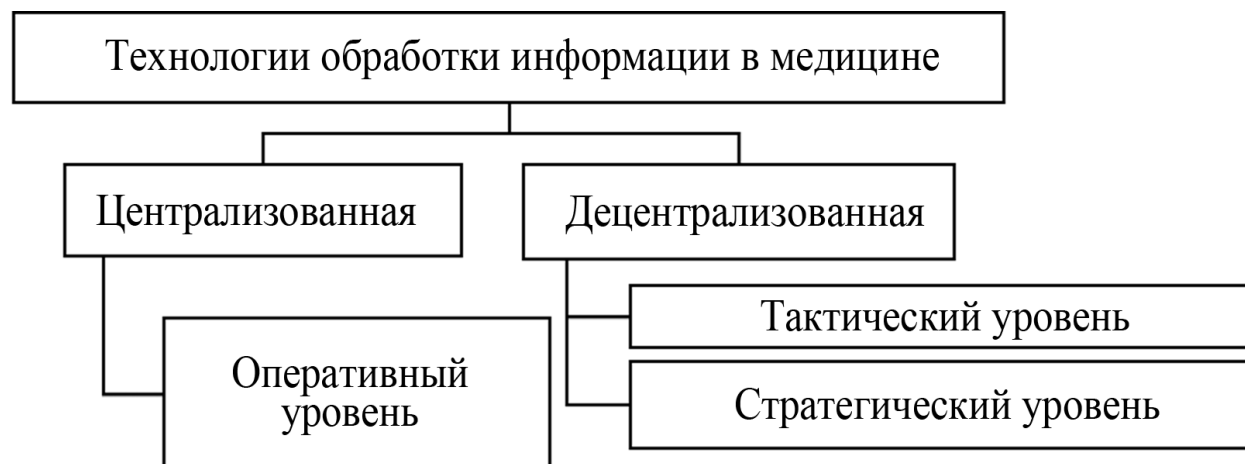 Технологии обработки информации в медицине
Централизованная
Децентрализованная
Тактический уровень
Оперативный
уровень
Стратегический уровень